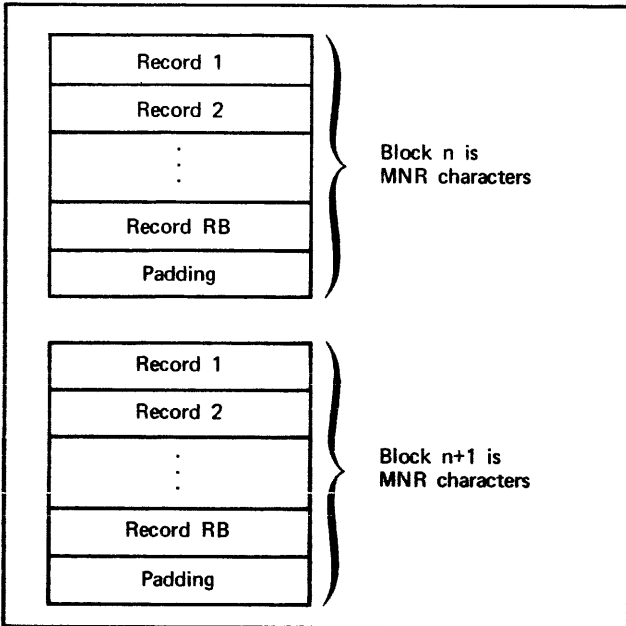 Record 1
Record 2
.
.
.
Record RB
Padding
Block n is
MNR characters
Record 1
Record 2
.
.
.
Record RB
Padding
Block n+1 is
MNR characters